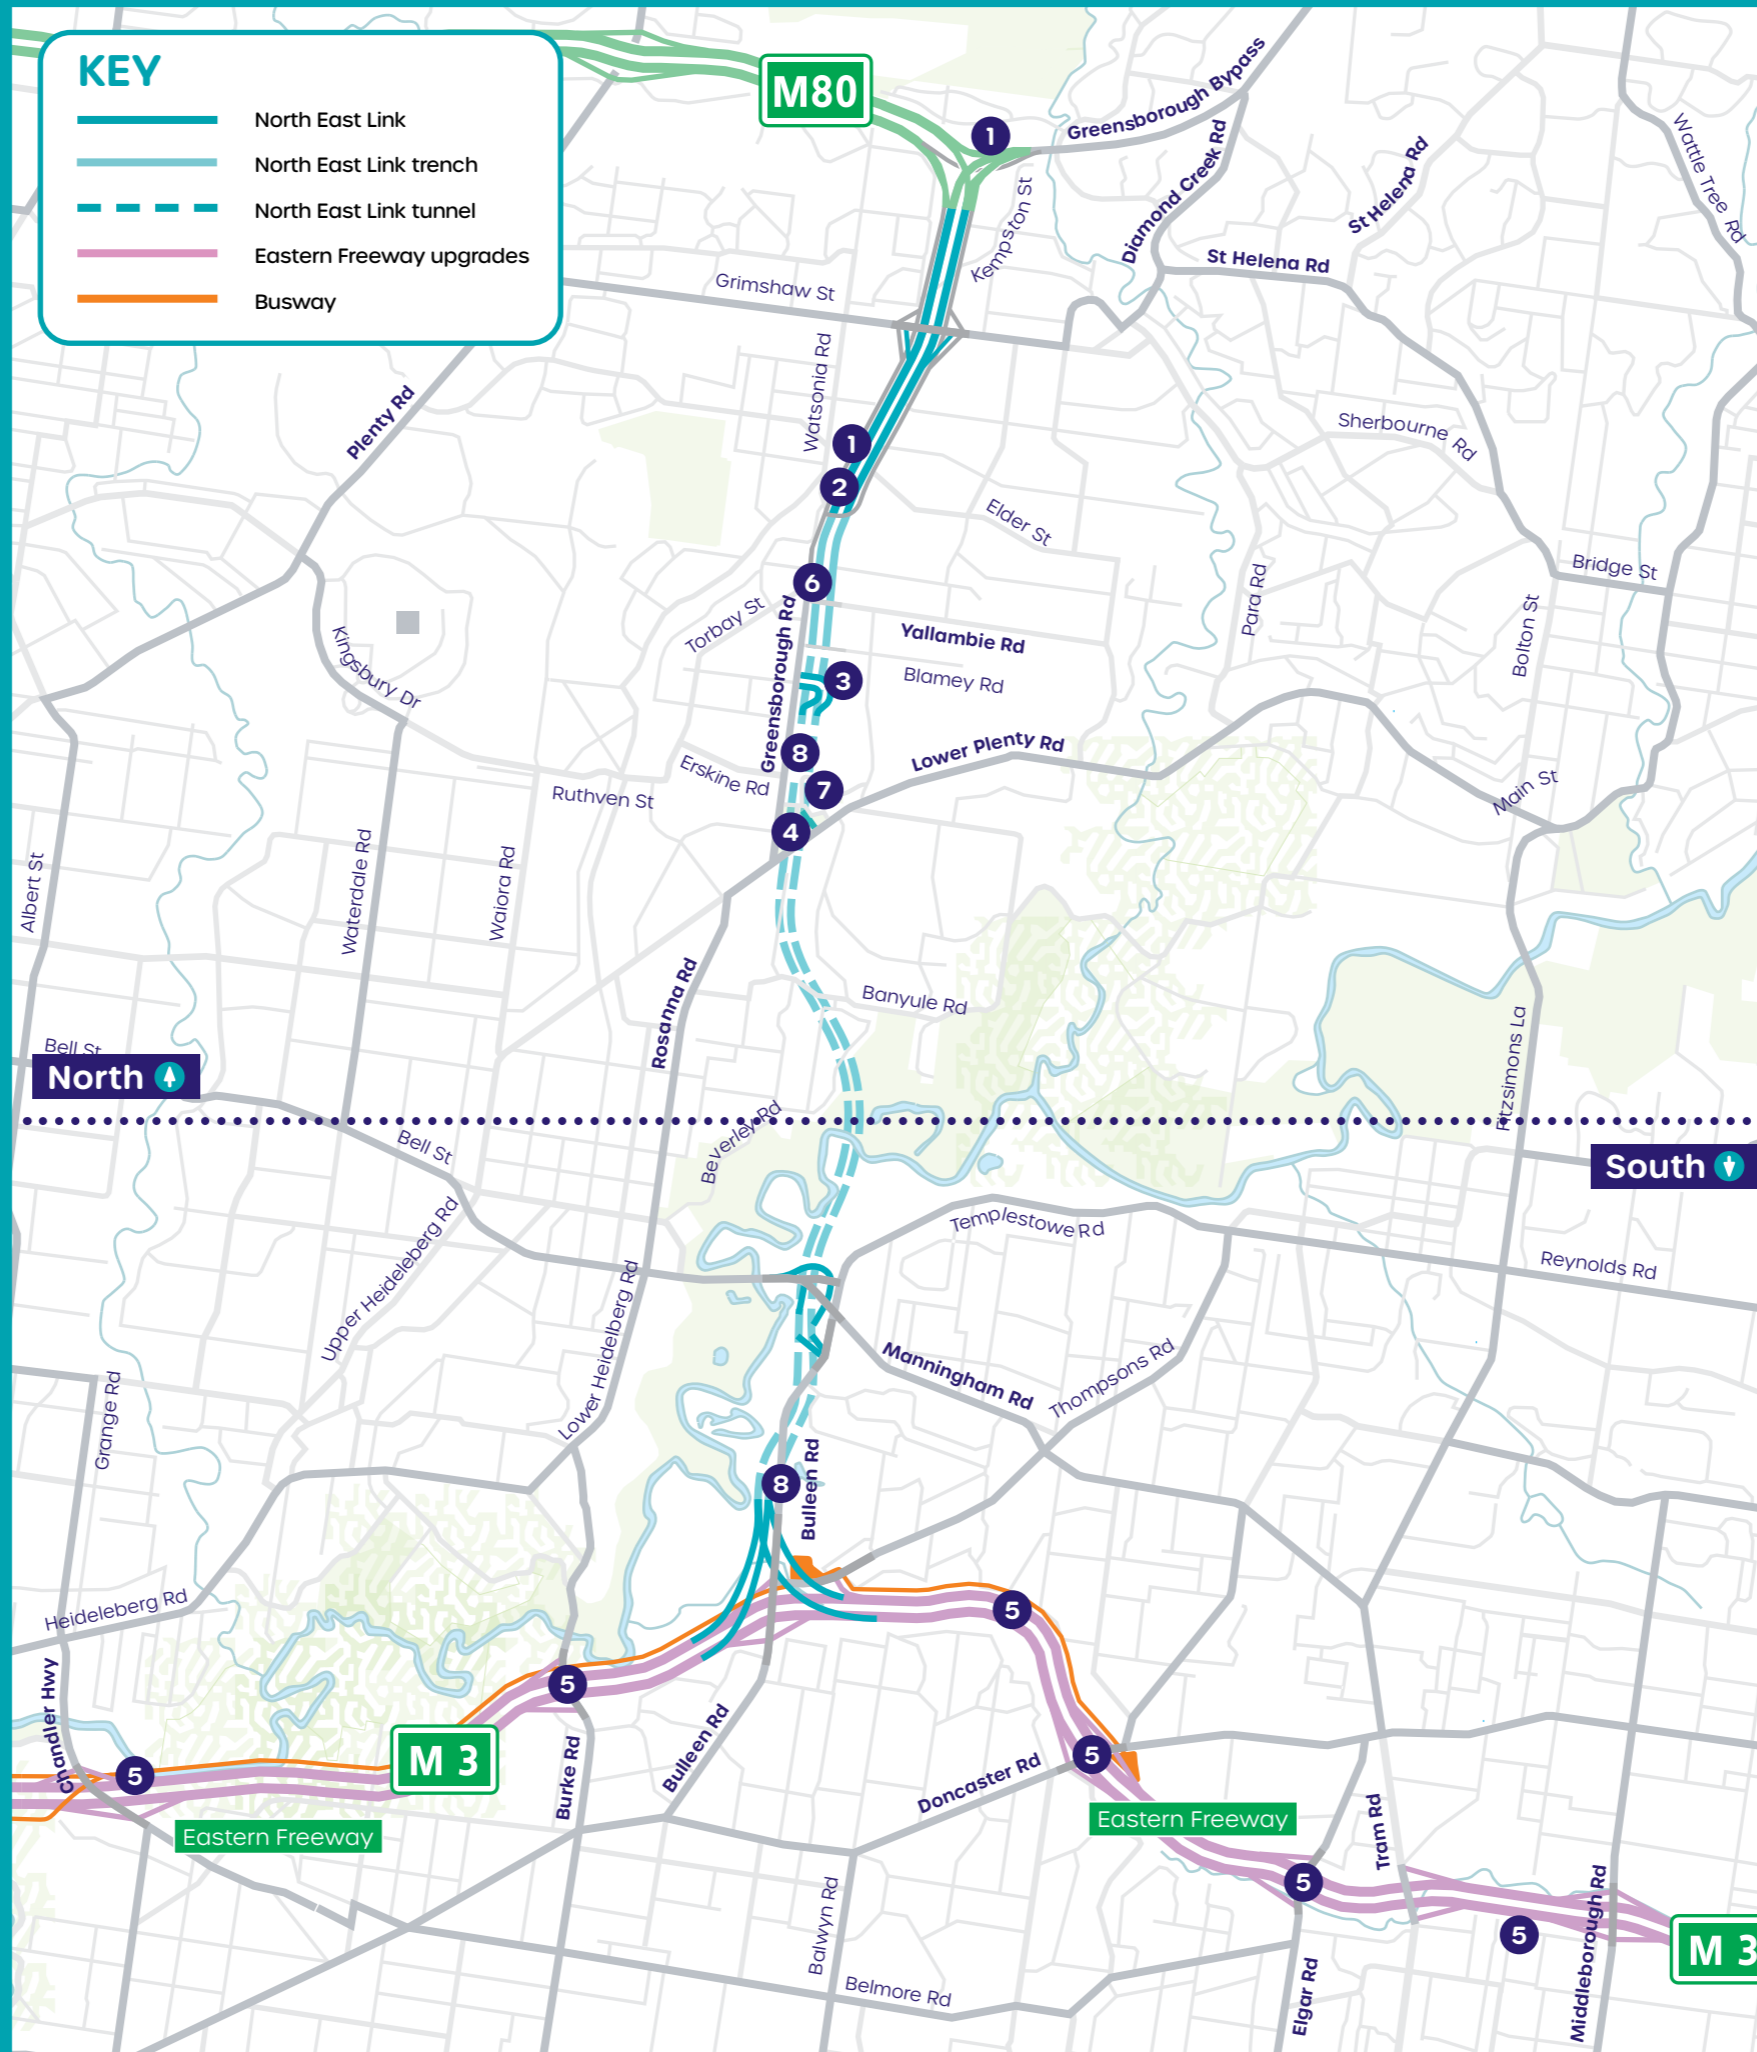 KEY
North East Link
North East Link trench
North East Link tunnel
Eastern Freeway upgrades
Busway
M80
1
Greensborough Bypass
Diamond Creek Rd
St Helena Rd
Wattle Tree Rd
Kempston St
St Helena Rd
Grimshaw St
Watsonia Rd
Plenty Rd
1
Sherbourne Rd
2
Elder St
Bridge St
6
Para Rd
Bolton St
Torbay St
Greensborough Rd
Yallambie Rd
Kingsbury Dr
3
Blamey Rd
8
Lower Plenty Rd
Erskine Rd
7
Ruthven St
Main St
4
Albert St
Waterdale Rd
Waiora Rd
Rosanna Rd
Banyule Rd
Bell St
Fitzsimons La
North
Beverley Rd
Bell St
South
Upper Heideleberg Rd
Templestowe Rd
Reynolds Rd
Lower Heidelberg Rd
Manningham Rd
Thompsons Rd
Grange Rd
Bulleen Rd
8
Heideleberg Rd
5
Chandler Hwy
5
Bulleen Rd
M 3
5
Burke Rd
Doncaster Rd
5
Eastern Freeway
Eastern Freeway
Tram Rd
5
Middleborough Rd
Balwyn Rd
5
M 3
Belmore Rd
Elgar Rd